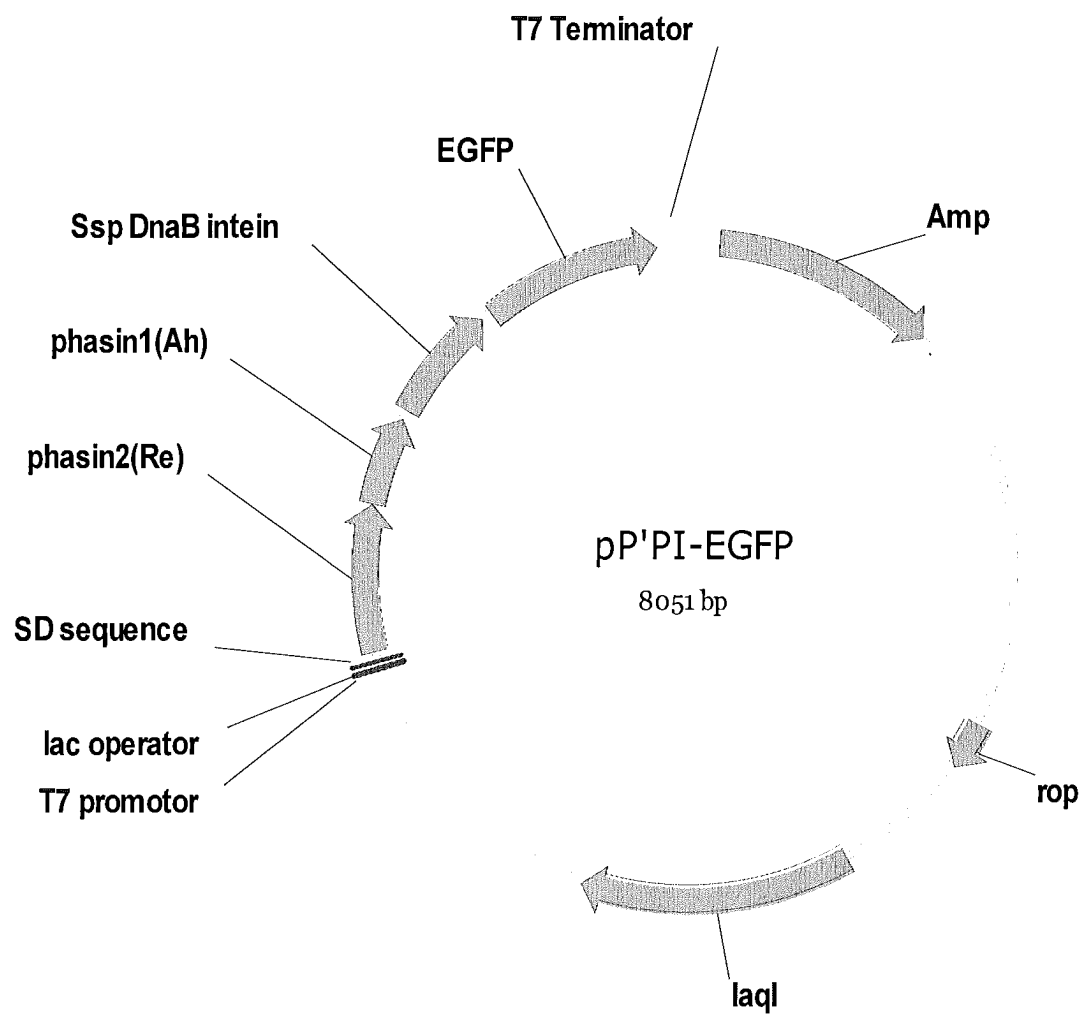 T7 Terminator
EGFP
Ssp DnaB intein
Amp
phasin1(Ah)
phasin2(Re)
pP'PI-EGFP
8051 bp
SD sequence
lac operator
T7 promotor
rop
laqI